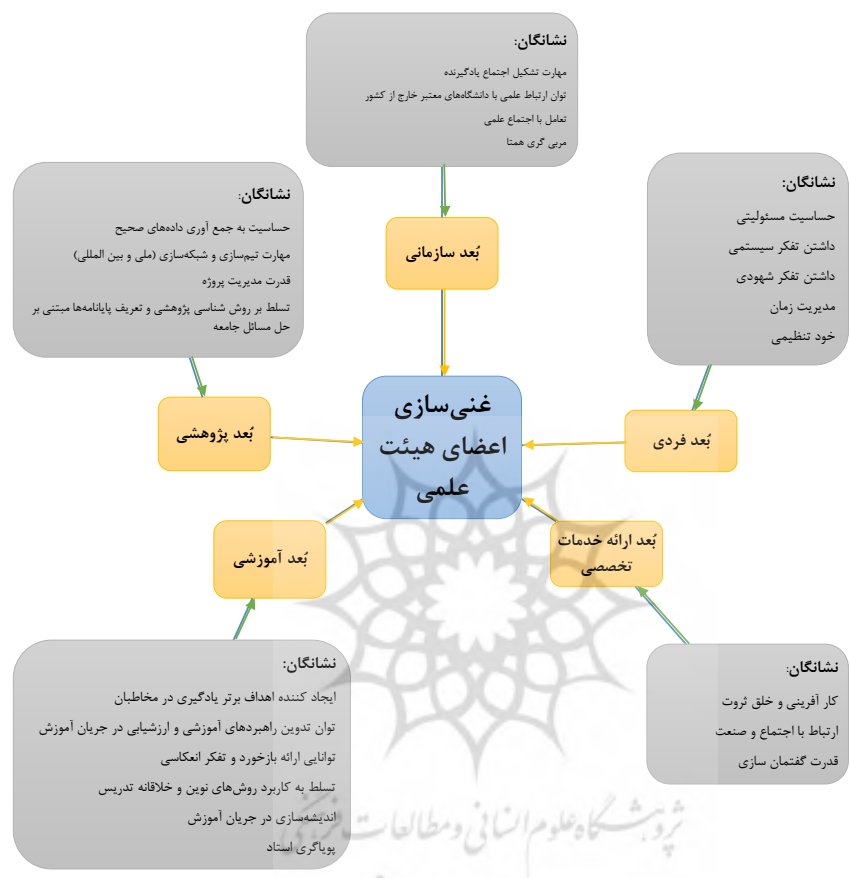 نشانگان:
مهارت تشکیل اجتماع یادگیرنده
توان ارتباط علمی با دانشگاه‌های معتبر خارج از کشور
تعامل با اجتماع علمی
مربی گری همتا
نشانگان:
حساسیت مسئولیتی
داشتن تفکر سیستمی
داشتن تفکر شهودی
مدیریت زمان
خود تنظیمی
نشانگان:
حساسیت به جمع آوری داده‌های صحیح
مهارت تیم‌سازی و شبکه‌سازی (ملی و بین المللی)
قدرت مدیریت پروژه
تسلط بر روش شناسی پژوهشی و تعریف پایانامه‌ها مبتنی بر
حل مسائل جامعه
بُعد سازمانی
بُعد فردی
بُعد پژوهشی
غنی‌سازی
اعضای هیئت
علمی
بُعد ارائه خدمات
تخصصی
بُعد آموزشی
نشانگان:
کار آفرینی و خلق ثروت
ارتباط با اجتماع و صنعت
قدرت گفتمان سازی
نشانگان:
ایجاد کننده اهداف برتر یادگیری در مخاطبان
توان تدوین راهبردهای آموزشی و ارزشیابی در جریان آموزش
توانایی ارائه بازخورد و تفکر انعکاسی
تسلط به کاربرد روش‌های نوین و خلاقانه تدریس
اندیشه‌سازی در جریان آموزش
پویاگری استاد
پژوهشگاه علوم انسانی و مطالعات فرهنگی